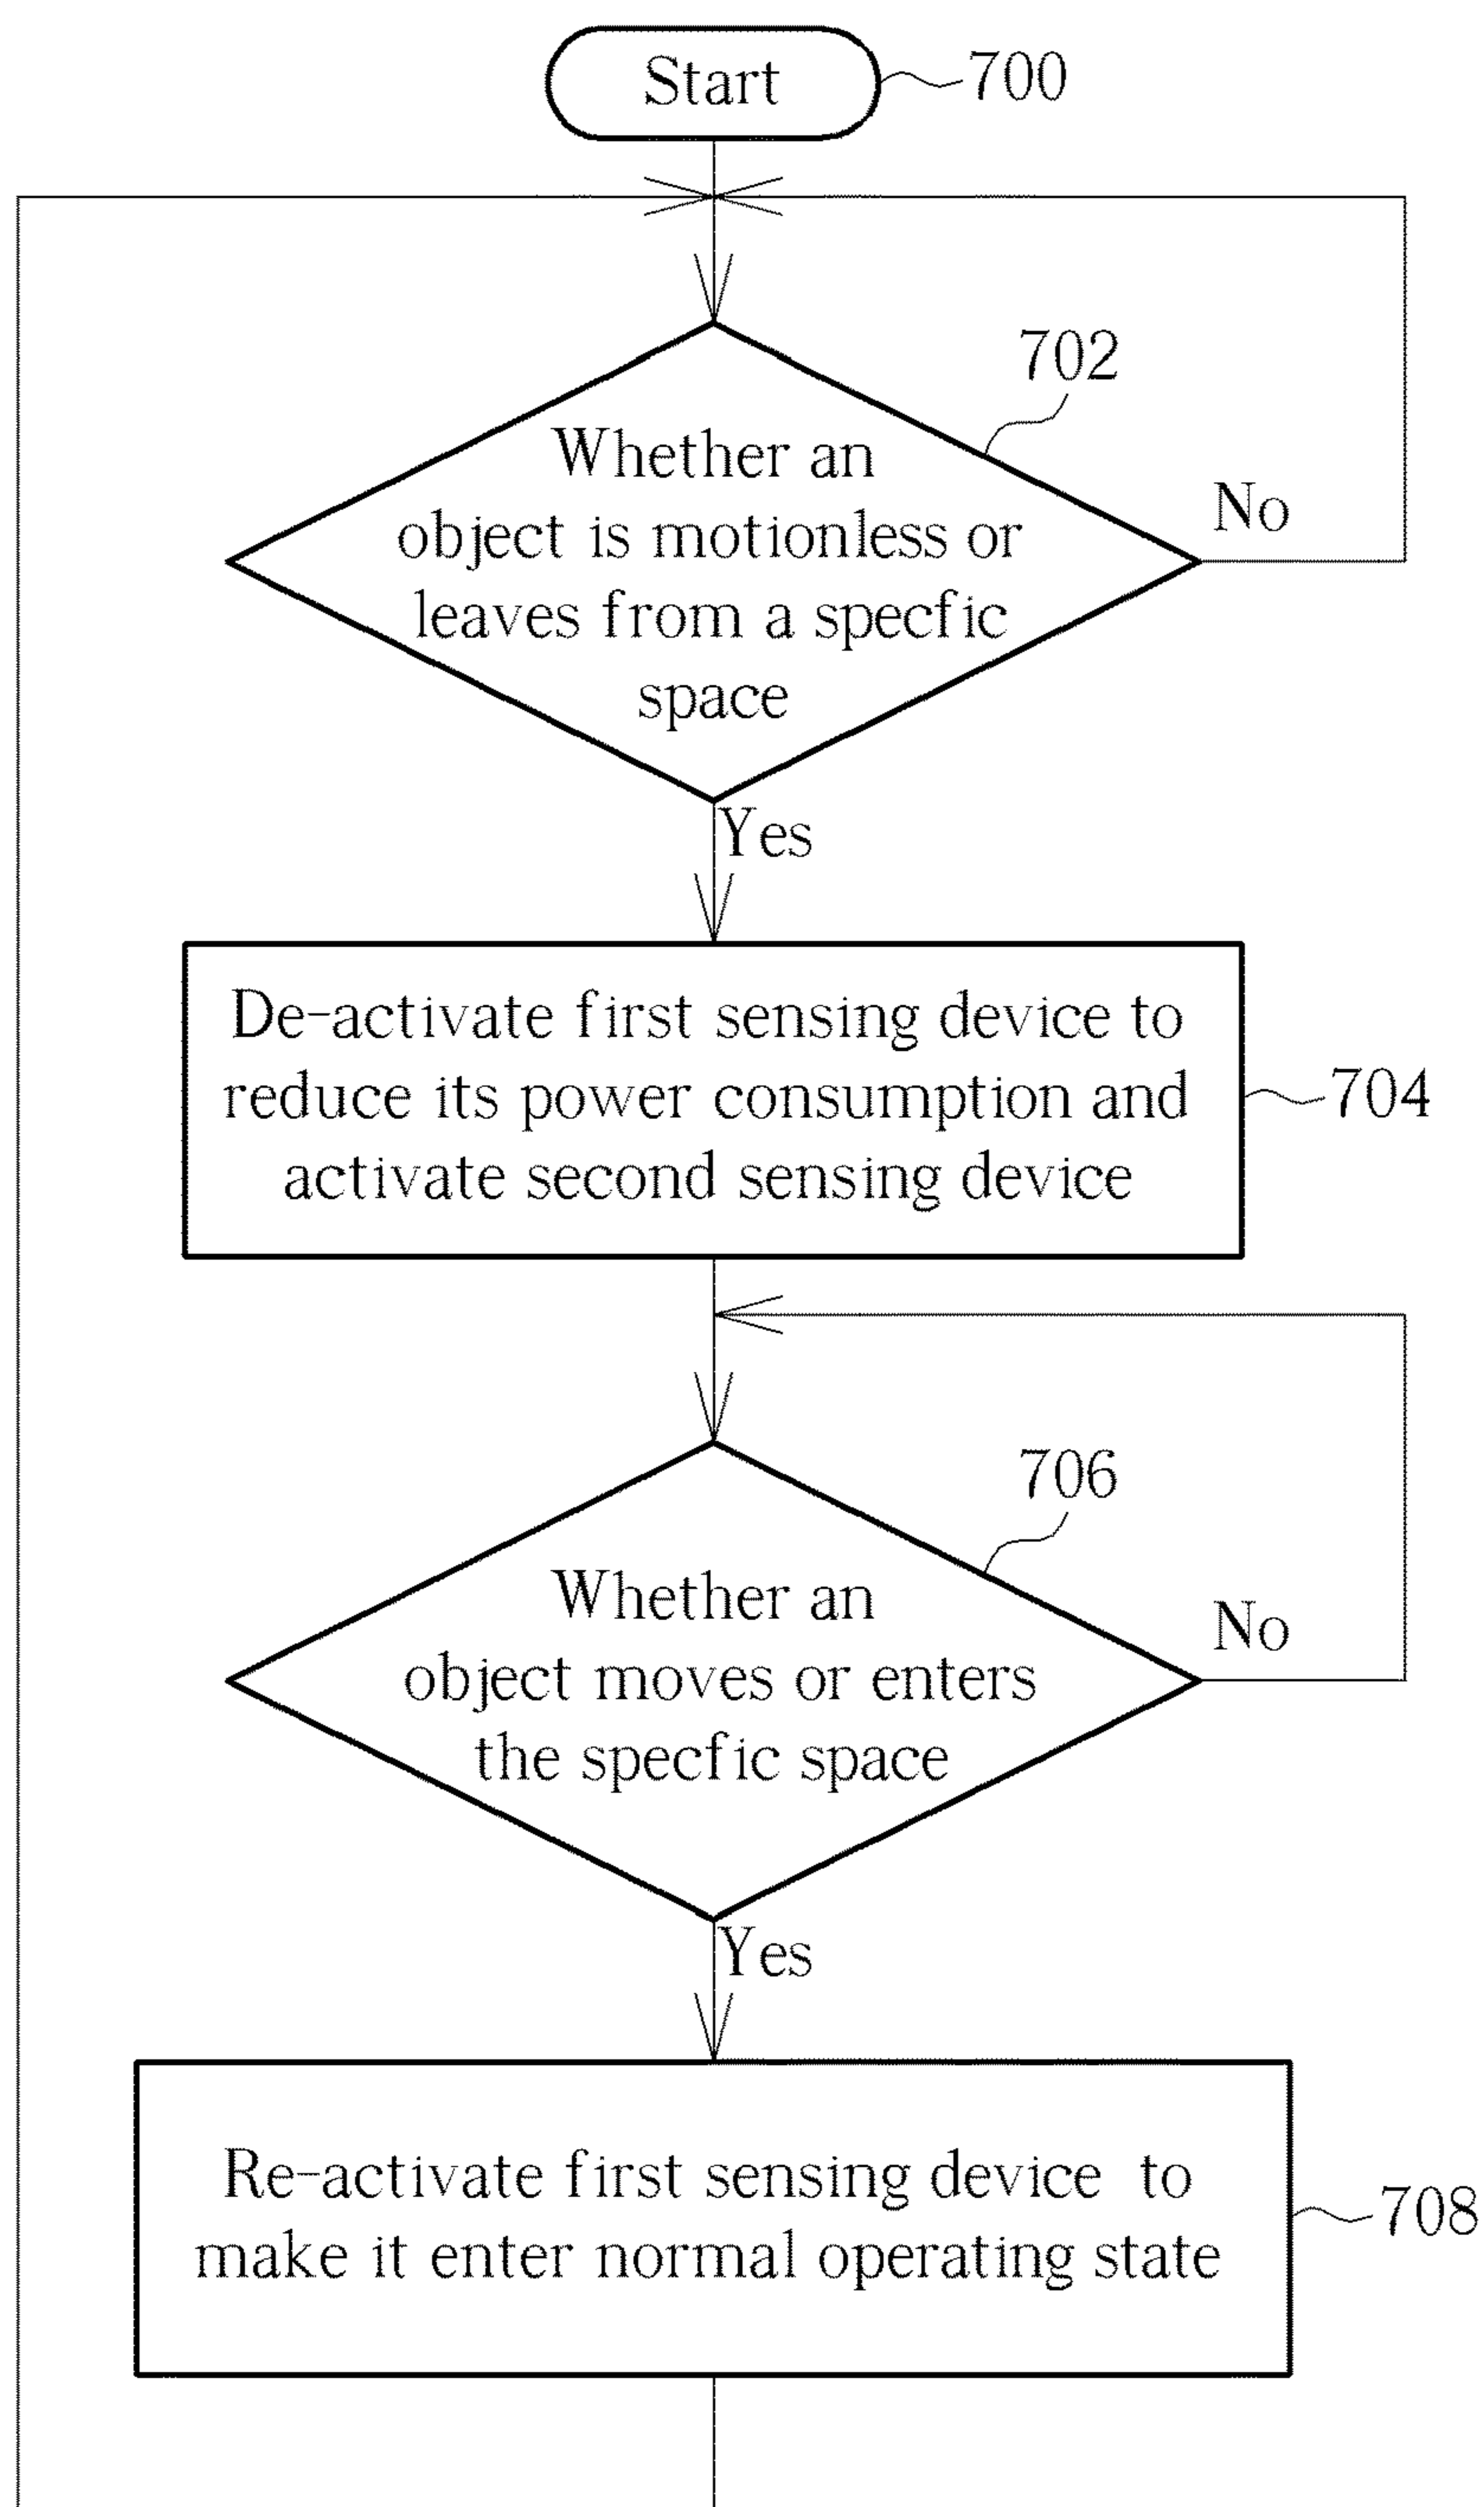 Start
700
702
Whether an
object is motionless or
leaves from a specfic
space
No
Yes
De-activate first sensing device to
reduce its power consumption and
activate second sensing device
704
706
Whether an
object moves or enters
the specfic space
No
Yes
Re-activate first sensing device to
make it enter normal operating state
708